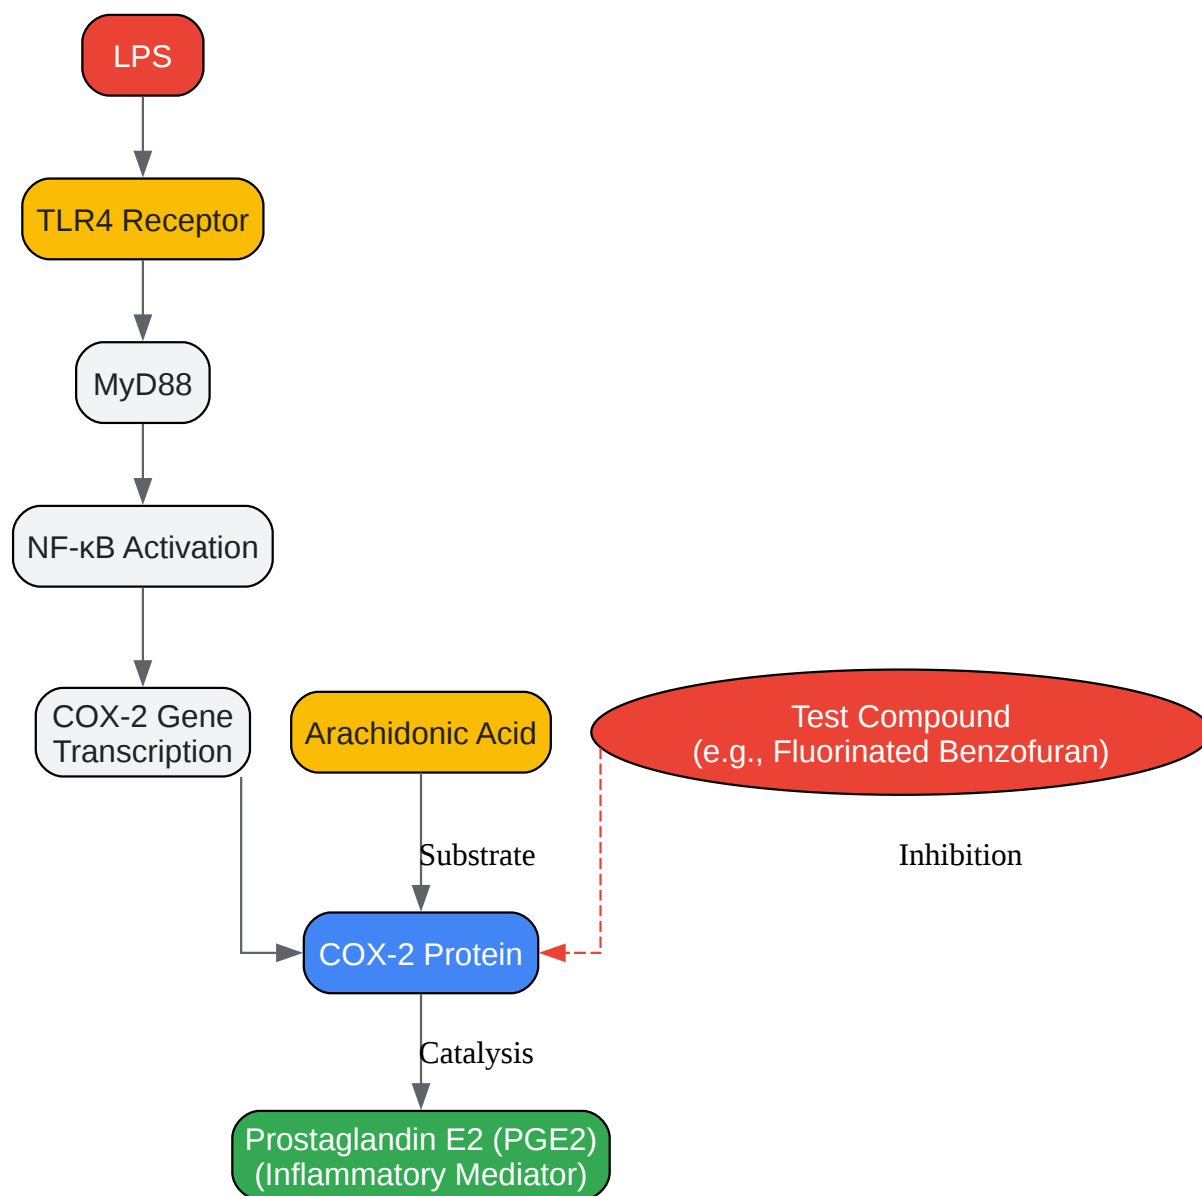 LPS
TLR4 Receptor
MyD88
NF-κB Activation
COX-2 Gene
Transcription
Arachidonic Acid
Test Compound
(e.g., Fluorinated Benzofuran)
Substrate
Inhibition
COX-2 Protein
Catalysis
Prostaglandin E2 (PGE2)
(Inflammatory Mediator)